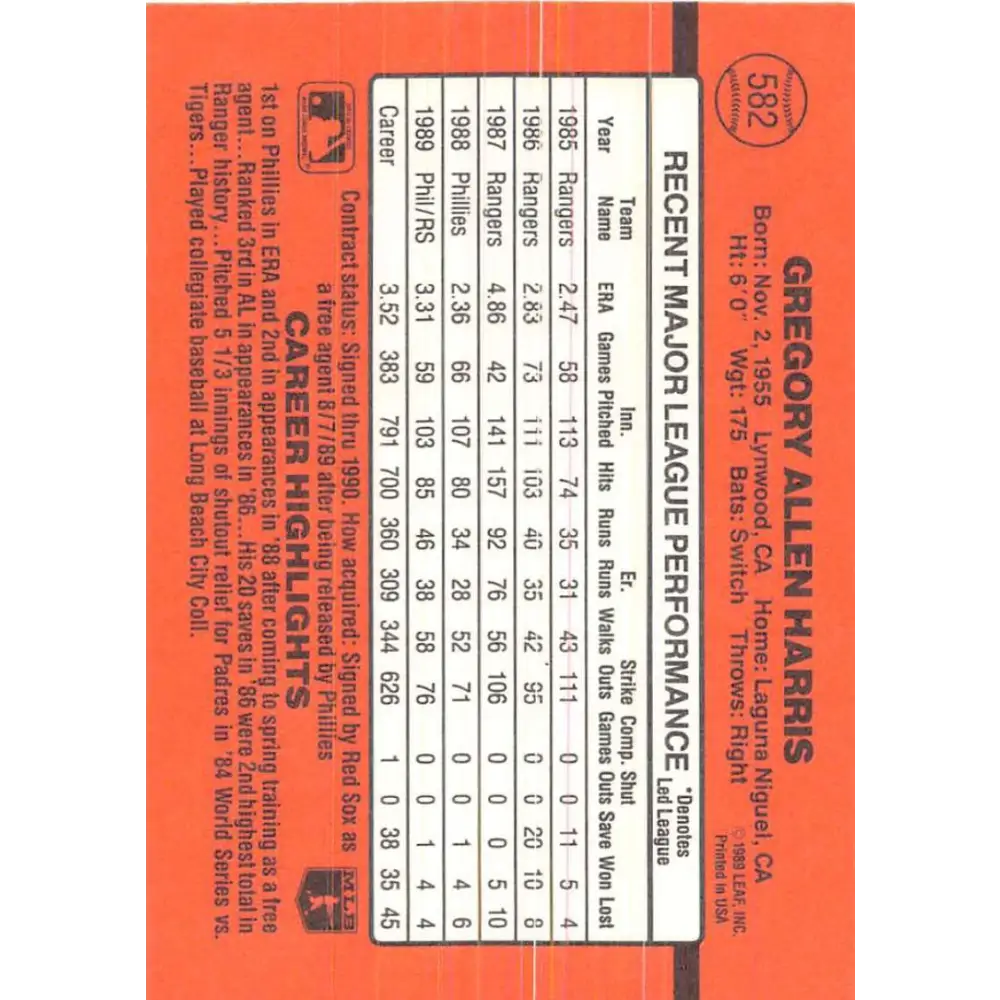 582
GREGORY ALLEN HARRIS
Born: Nov. 2, 1955 Lynwood, CA Home: Laguna Niguel, CA
Ht: 6'0" Wgt: 175 Bats: Switch Throws: Right
© 1989 LEAF, INC.
Printed in USA
RECENT MAJOR LEAGUE PERFORMANCE
*Denotes
Led League
Team Inn. Er. Strike Comp. Shut
Year Name ERA Games Pitched Hits Runs Runs Walks Outs Games Outs Save Won Lost
1985 Rangers 2.47 58 113 74 35 31 43 111 0 0 11 5 4
1986 Rangers 2.83 73 111 103 40 35 42 95 0 0 20 10 8
1987 Rangers 4.86 42 141 157 92 76 56 106 0 0 0 5 10
1988 Phillies 2.36 66 107 80 34 28 52 71 0 0 1 4 6
1989 Phil/RS 3.31 59 103 85 46 38 58 76 0 0 1 4 4
Career 3.52 383 791 700 360 309 344 626 1 0 38 35 45
Contract status: Signed thru 1990. How acquired: Signed by Red Sox as
a free agent 8/7/89 after being released by Phillies
CAREER HIGHLIGHTS
MLB
1st on Phillies in ERA and 2nd in appearances in '88 after coming to spring training as a free
agent...Ranked 3rd in AL in appearances in '86...His 20 saves in '86 were 2nd highest total in
Ranger history...Pitched 5 1/3 innings of shutout relief for Padres in '84 World Series vs.
Tigers...Played collegiate baseball at Long Beach City Coll.